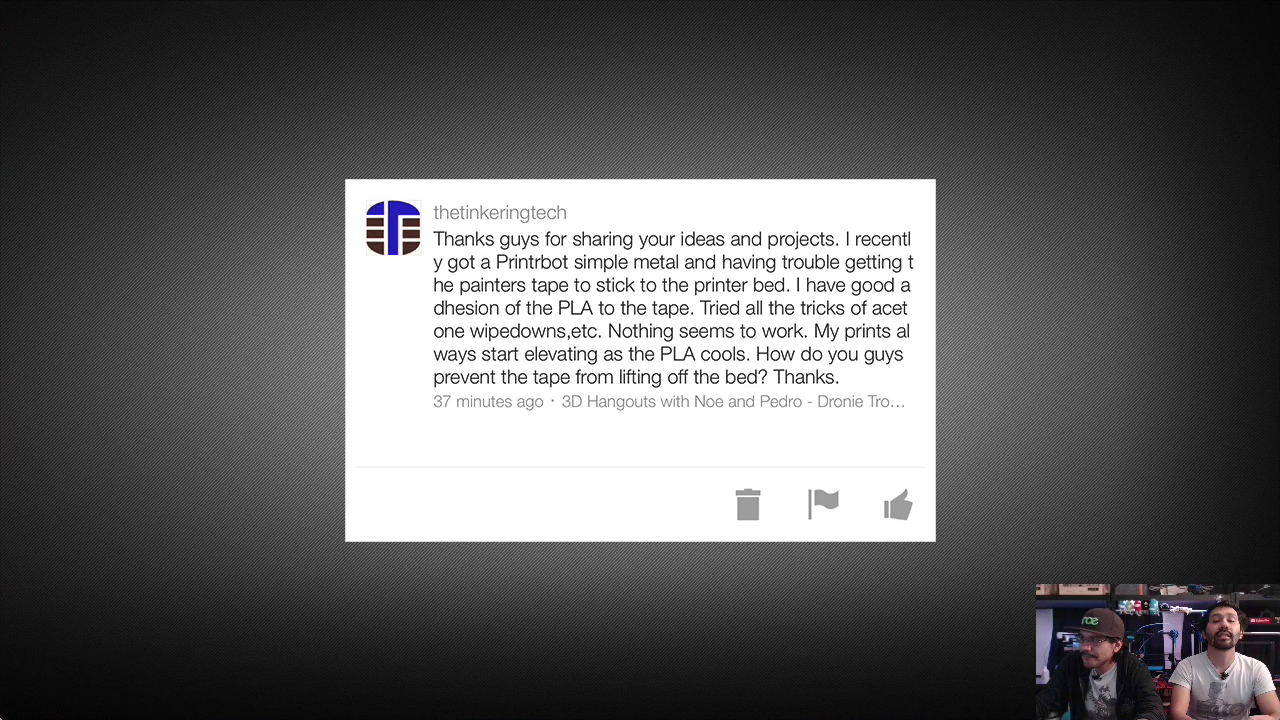 thetinkeringtech
Thanks guys for sharing your ideas and projects. I recentl
y got a Printrbot simple metal and having trouble getting t
he painters tape to stick to the printer bed. I have good a
dhesion of the PLA to the tape. Tried all the tricks of acet
one wipedowns,etc. Nothing seems to work. My prints al
ways start elevating as the PLA cools. How do you guys
prevent the tape from lifting off the bed? Thanks.
37 minutes ago · 3D Hangouts with Noe and Pedro - Dronie Tro…